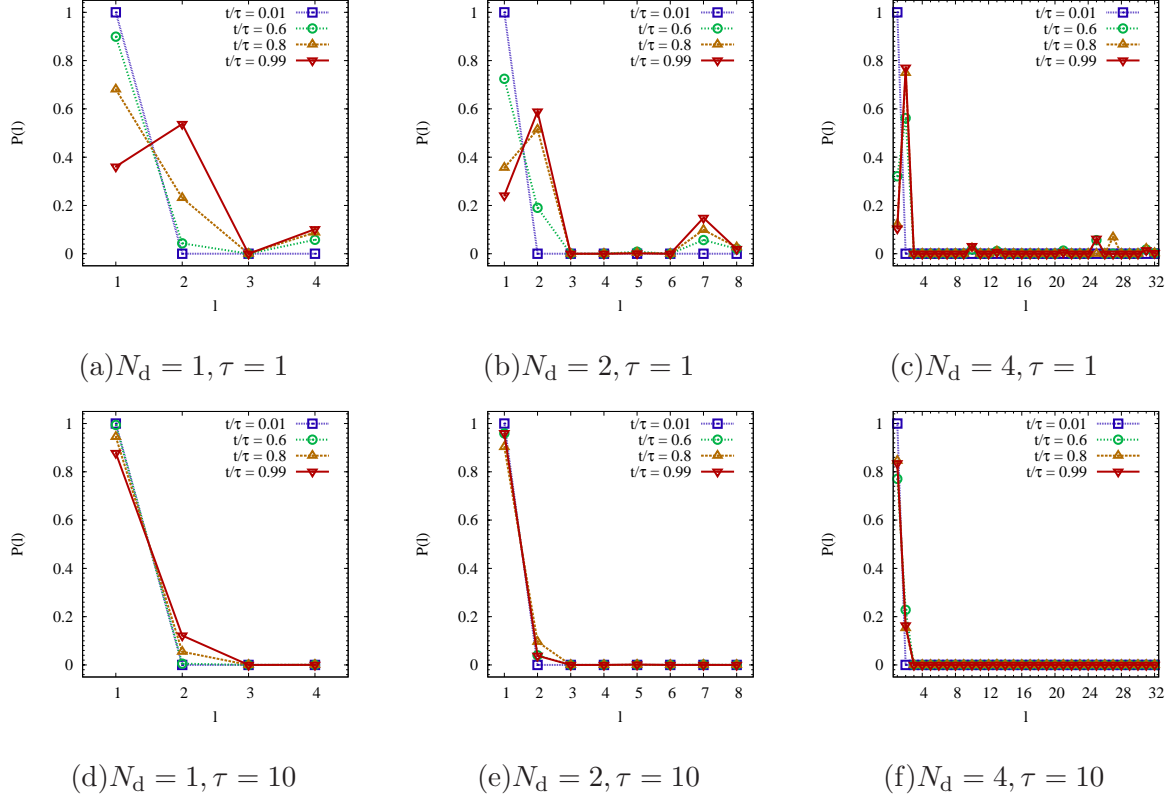 P(l)
1
0.8
0.6
0.4
0.2
0
t/τ = 0.01
t/τ = 0.6
t/τ = 0.8
t/τ = 0.99
1 2 3 4
l
(a)N_d = 1, τ = 1
P(l)
1
0.8
0.6
0.4
0.2
0
t/τ = 0.01
t/τ = 0.6
t/τ = 0.8
t/τ = 0.99
1 2 3 4 5 6 7 8
l
(b)N_d = 2, τ = 1
P(l)
1
0.8
0.6
0.4
0.2
0
t/τ = 0.01
t/τ = 0.6
t/τ = 0.8
t/τ = 0.99
4 8 12 16 20 24 28 32
l
(c)N_d = 4, τ = 1
P(l)
1
0.8
0.6
0.4
0.2
0
t/τ = 0.01
t/τ = 0.6
t/τ = 0.8
t/τ = 0.99
1 2 3 4
l
(d)N_d = 1, τ = 10
P(l)
1
0.8
0.6
0.4
0.2
0
t/τ = 0.01
t/τ = 0.6
t/τ = 0.8
t/τ = 0.99
1 2 3 4 5 6 7 8
l
(e)N_d = 2, τ = 10
P(l)
1
0.8
0.6
0.4
0.2
0
t/τ = 0.01
t/τ = 0.6
t/τ = 0.8
t/τ = 0.99
4 8 12 16 20 24 28 32
l
(f)N_d = 4, τ = 10